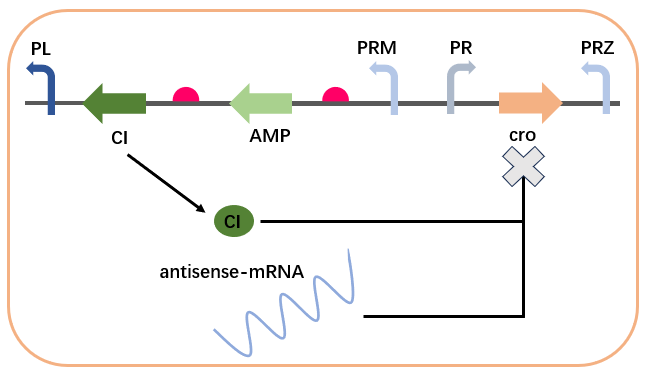 PL
PRM
PR
PRZ
CI
AMP
cro
CI
antisense-mRNA